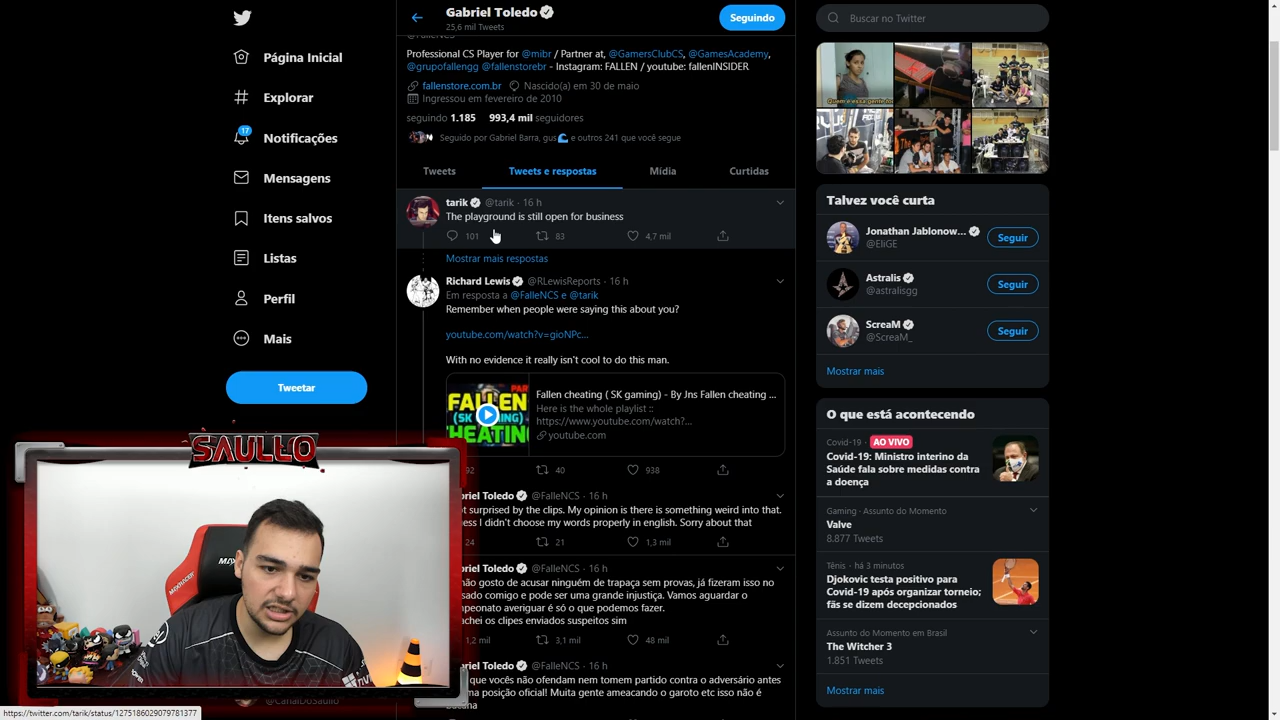 Gabriel Toledo
25,6 mil Tweets
Seguindo
Professional CS Player for @mibr / Partner at, @GamersClubCS, @GamesAcademy,
@grupofallengg @fallenstorebr - Instagram: FALLEN / youtube: fallenINSIDER
fallenstore.com.br Nascido(a) em 30 de maio
Ingressou em fevereiro de 2010
seguindo 1.185 993,4 mil seguidores
Seguido por Gabriel Barra, gus e outros 241 que você segue
Tweets
Tweets e respostas
Mídia
Curtidas
tarik @tarik · 16 h
The playground is still open for business
101 83 4,7 mil
Mostrar mais respostas
Richard Lewis @RLewisReports · 16 h
Em resposta a @FalleNCS e @tarik
Remember when people were saying this about you?
youtube.com/watch?v=gioNPc...
With no evidence it really isn't cool to do this man.
FALLEN
(SK GAMING)
CHEATING
Fallen cheating ( SK gaming) - By Jns Fallen cheating ...
Here is the whole playlist ::
https://www.youtube.com/watch?...
youtube.com
92 40 938
Toledo @FalleNCS · 16 h
surprised by the clips. My opinion is there is something weird into that.
I didn't choose my words properly in english. Sorry about that
24 21 1,3 mil
Toledo @FalleNCS · 16 h
não gosto de acusar ninguém de trapaça sem provas, já fizeram isso no
comigo e pode ser uma grande injustiça. Vamos aguardar o
averiguar é só o que podemos fazer.
os clipes enviados suspeitos sim
1,2 mil 3,1 mil 48 mil
Toledo @FalleNCS · 16 h
que vocês não ofendam nem tomem partido contra o adversário antes
posição oficial! Muita gente ameacando o garoto etc isso não é
Página Inicial
Explorar
17
Notificações
Mensagens
Itens salvos
Listas
Perfil
Mais
Tweetar
SAULLO
@CanalDoSaullo
https://twitter.com/tarik/status/1275186029079781377
Buscar no Twitter
Talvez você curta
Jonathan Jablonow...
@EliGE
Seguir
Astralis
@astralisgg
Seguir
ScreaM
@ScreaM_
Seguir
Mostrar mais
O que está acontecendo
Covid-19 AO VIVO
Covid-19: Ministro interino da
Saúde fala sobre medidas contra
a doença
Gaming · Assunto do Momento
Valve
8.877 Tweets
Tênis · há 3 minutos
Djokovic testa positivo para
Covid-19 após organizar torneio;
fãs se dizem decepcionados
Assunto do Momento em Brasil
The Witcher 3
1.851 Tweets
Mostrar mais